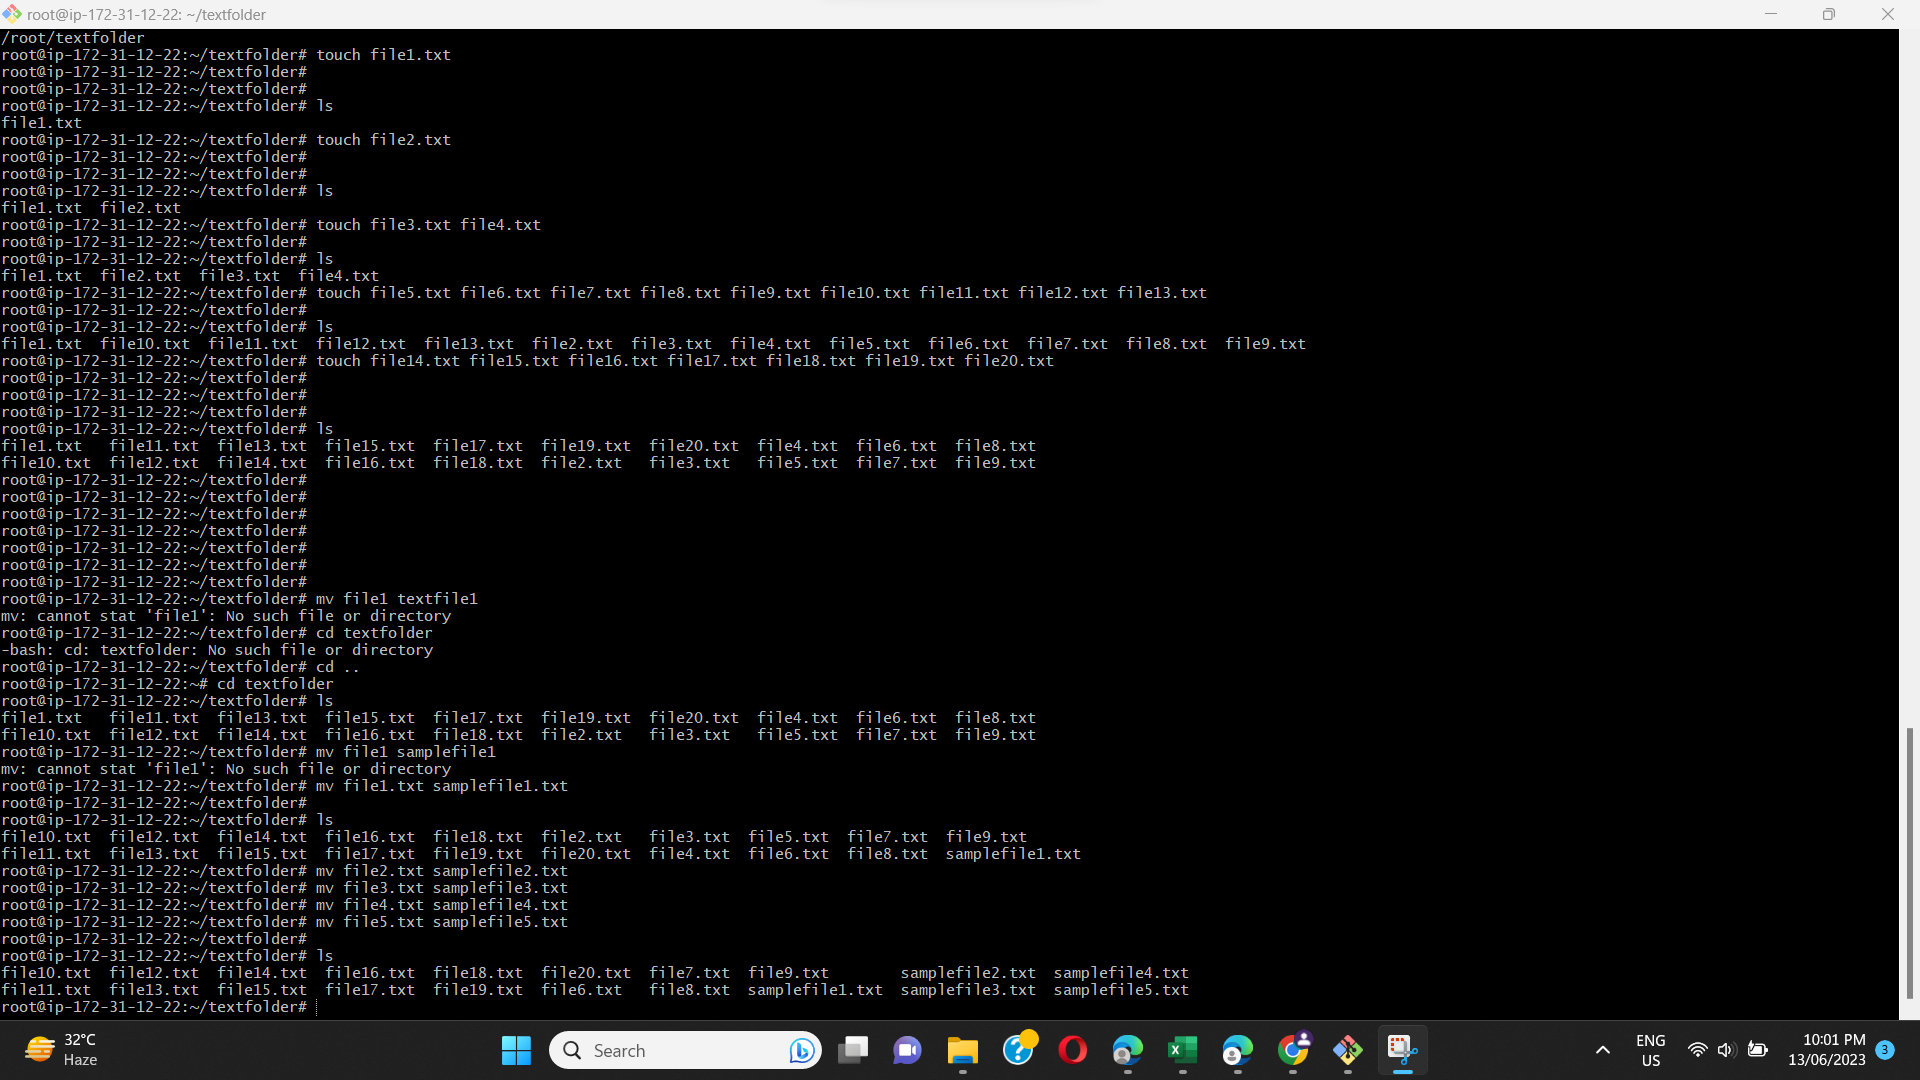 root@ip-172-31-12-22: ~/textfolder
/root/textfolder
root@ip-172-31-12-22:~/textfolder# touch file1.txt
root@ip-172-31-12-22:~/textfolder#
root@ip-172-31-12-22:~/textfolder#
root@ip-172-31-12-22:~/textfolder# ls
file1.txt
root@ip-172-31-12-22:~/textfolder# touch file2.txt
root@ip-172-31-12-22:~/textfolder#
root@ip-172-31-12-22:~/textfolder#
root@ip-172-31-12-22:~/textfolder# ls
file1.txt  file2.txt
root@ip-172-31-12-22:~/textfolder# touch file3.txt file4.txt
root@ip-172-31-12-22:~/textfolder#
root@ip-172-31-12-22:~/textfolder# ls
file1.txt  file2.txt  file3.txt  file4.txt
root@ip-172-31-12-22:~/textfolder# touch file5.txt file6.txt file7.txt file8.txt file9.txt file10.txt file11.txt file12.txt file13.txt
root@ip-172-31-12-22:~/textfolder#
root@ip-172-31-12-22:~/textfolder# ls
file1.txt  file10.txt  file11.txt  file12.txt  file13.txt  file2.txt  file3.txt  file4.txt  file5.txt  file6.txt  file7.txt  file8.txt  file9.txt
root@ip-172-31-12-22:~/textfolder# touch file14.txt file15.txt file16.txt file17.txt file18.txt file19.txt file20.txt
root@ip-172-31-12-22:~/textfolder#
root@ip-172-31-12-22:~/textfolder#
root@ip-172-31-12-22:~/textfolder#
root@ip-172-31-12-22:~/textfolder# ls
file1.txt   file11.txt  file13.txt  file15.txt  file17.txt  file19.txt  file20.txt  file4.txt  file6.txt  file8.txt
file10.txt  file12.txt  file14.txt  file16.txt  file18.txt  file2.txt   file3.txt   file5.txt  file7.txt  file9.txt
root@ip-172-31-12-22:~/textfolder#
root@ip-172-31-12-22:~/textfolder#
root@ip-172-31-12-22:~/textfolder#
root@ip-172-31-12-22:~/textfolder#
root@ip-172-31-12-22:~/textfolder#
root@ip-172-31-12-22:~/textfolder#
root@ip-172-31-12-22:~/textfolder#
root@ip-172-31-12-22:~/textfolder# mv file1 textfile1
mv: cannot stat 'file1': No such file or directory
root@ip-172-31-12-22:~/textfolder# cd textfolder
-bash: cd: textfolder: No such file or directory
root@ip-172-31-12-22:~/textfolder# cd ..
root@ip-172-31-12-22:~# cd textfolder
root@ip-172-31-12-22:~/textfolder# ls
file1.txt   file11.txt  file13.txt  file15.txt  file17.txt  file19.txt  file20.txt  file4.txt  file6.txt  file8.txt
file10.txt  file12.txt  file14.txt  file16.txt  file18.txt  file2.txt   file3.txt   file5.txt  file7.txt  file9.txt
root@ip-172-31-12-22:~/textfolder# mv file1 samplefile1
mv: cannot stat 'file1': No such file or directory
root@ip-172-31-12-22:~/textfolder# mv file1.txt samplefile1.txt
root@ip-172-31-12-22:~/textfolder#
root@ip-172-31-12-22:~/textfolder# ls
file10.txt  file12.txt  file14.txt  file16.txt  file18.txt  file2.txt   file3.txt  file5.txt  file7.txt  file9.txt
file11.txt  file13.txt  file15.txt  file17.txt  file19.txt  file20.txt  file4.txt  file6.txt  file8.txt  samplefile1.txt
root@ip-172-31-12-22:~/textfolder# mv file2.txt samplefile2.txt
root@ip-172-31-12-22:~/textfolder# mv file3.txt samplefile3.txt
root@ip-172-31-12-22:~/textfolder# mv file4.txt samplefile4.txt
root@ip-172-31-12-22:~/textfolder# mv file5.txt samplefile5.txt
root@ip-172-31-12-22:~/textfolder#
root@ip-172-31-12-22:~/textfolder# ls
file10.txt  file12.txt  file14.txt  file16.txt  file18.txt  file20.txt  file7.txt  file9.txt        samplefile2.txt  samplefile4.txt
file11.txt  file13.txt  file15.txt  file17.txt  file19.txt  file6.txt   file8.txt  samplefile1.txt  samplefile3.txt  samplefile5.txt
root@ip-172-31-12-22:~/textfolder#
32°C
Haze
Search
ENG
US
10:01 PM
13/06/2023
3